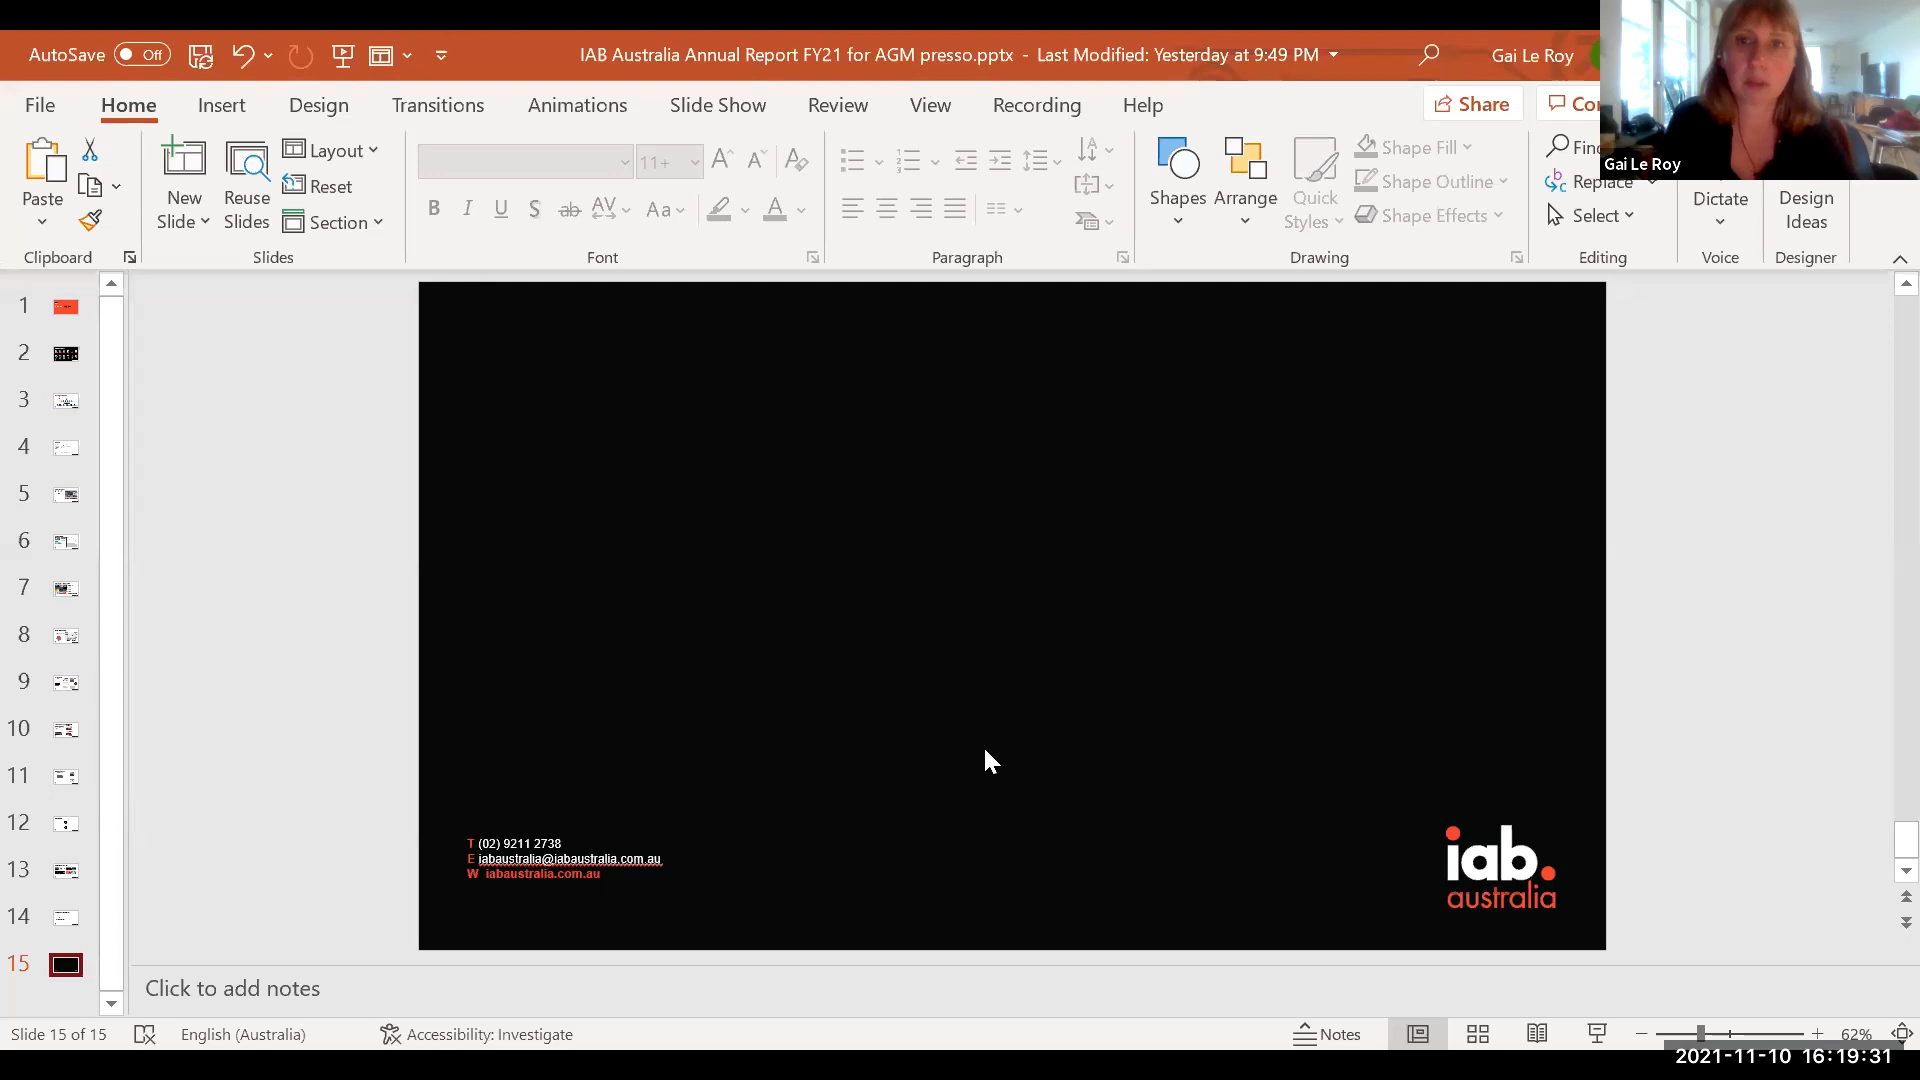 AutoSave Off
IAB Australia Annual Report FY21 for AGM presso.pptx - Last Modified: Yesterday at 9:49 PM
Gai Le Roy
File Home Insert Design Transitions Animations Slide Show Review View Recording Help
Share
Gai Le Roy
Paste
New Slide
Reuse Slides
Layout
Reset
Section
11+
B I U S ab AV Aa A
Shapes
Arrange
Quick Styles
Shape Fill
Shape Outline
Shape Effects
Replace
Select
Dictate
Design Ideas
Clipboard Slides Font Paragraph Drawing Editing Voice Designer
1
2
3
4
5
6
7
8
9
10
11
12
13
14
15
T (02) 9211 2738
E iabaustralia@iabaustralia.com.au
W iabaustralia.com.au
iab.
australia
Click to add notes
Slide 15 of 15 English (Australia) Accessibility: Investigate Notes 62%
2021-11-10 16:19:31